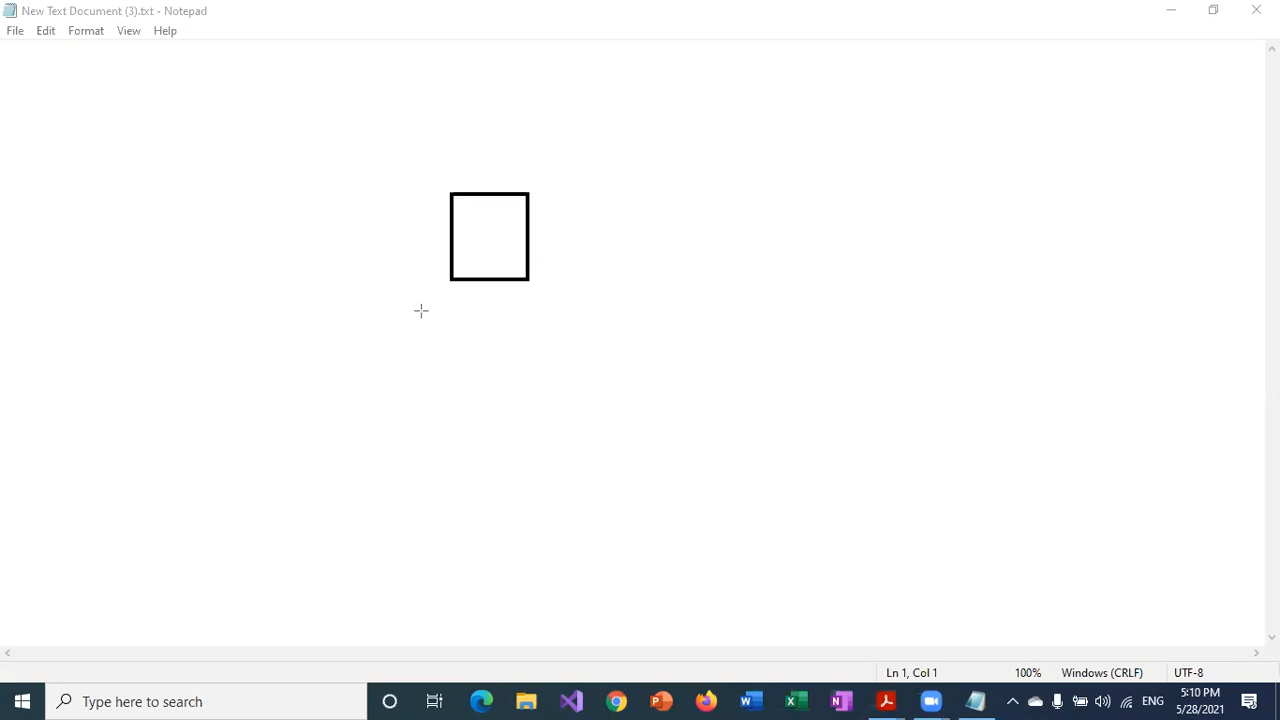 New Text Document (3).txt - Notepad
File Edit Format View Help
Ln 1, Col 1 100% Windows (CRLF) UTF-8
Type here to search
ENG
5:10 PM
5/28/2021